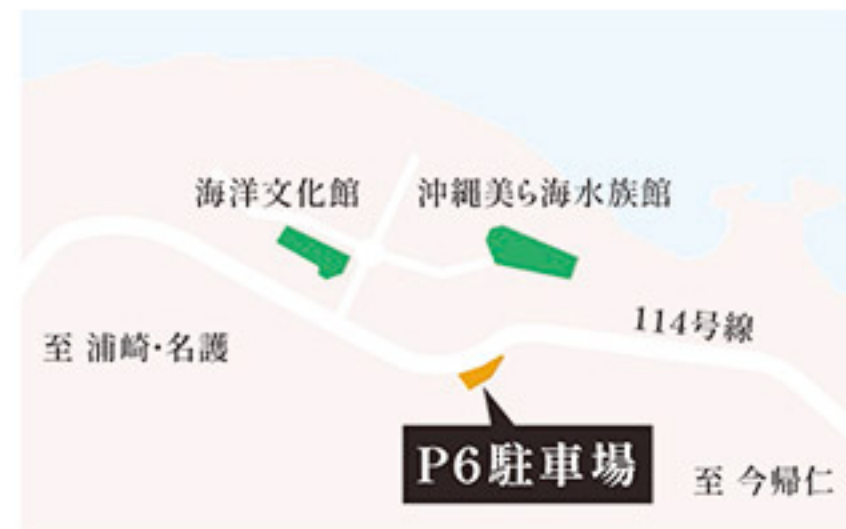 海洋文化館
沖縄美ら海水族館
114号線
至 浦崎・名護
P6駐車場
至 今帰仁